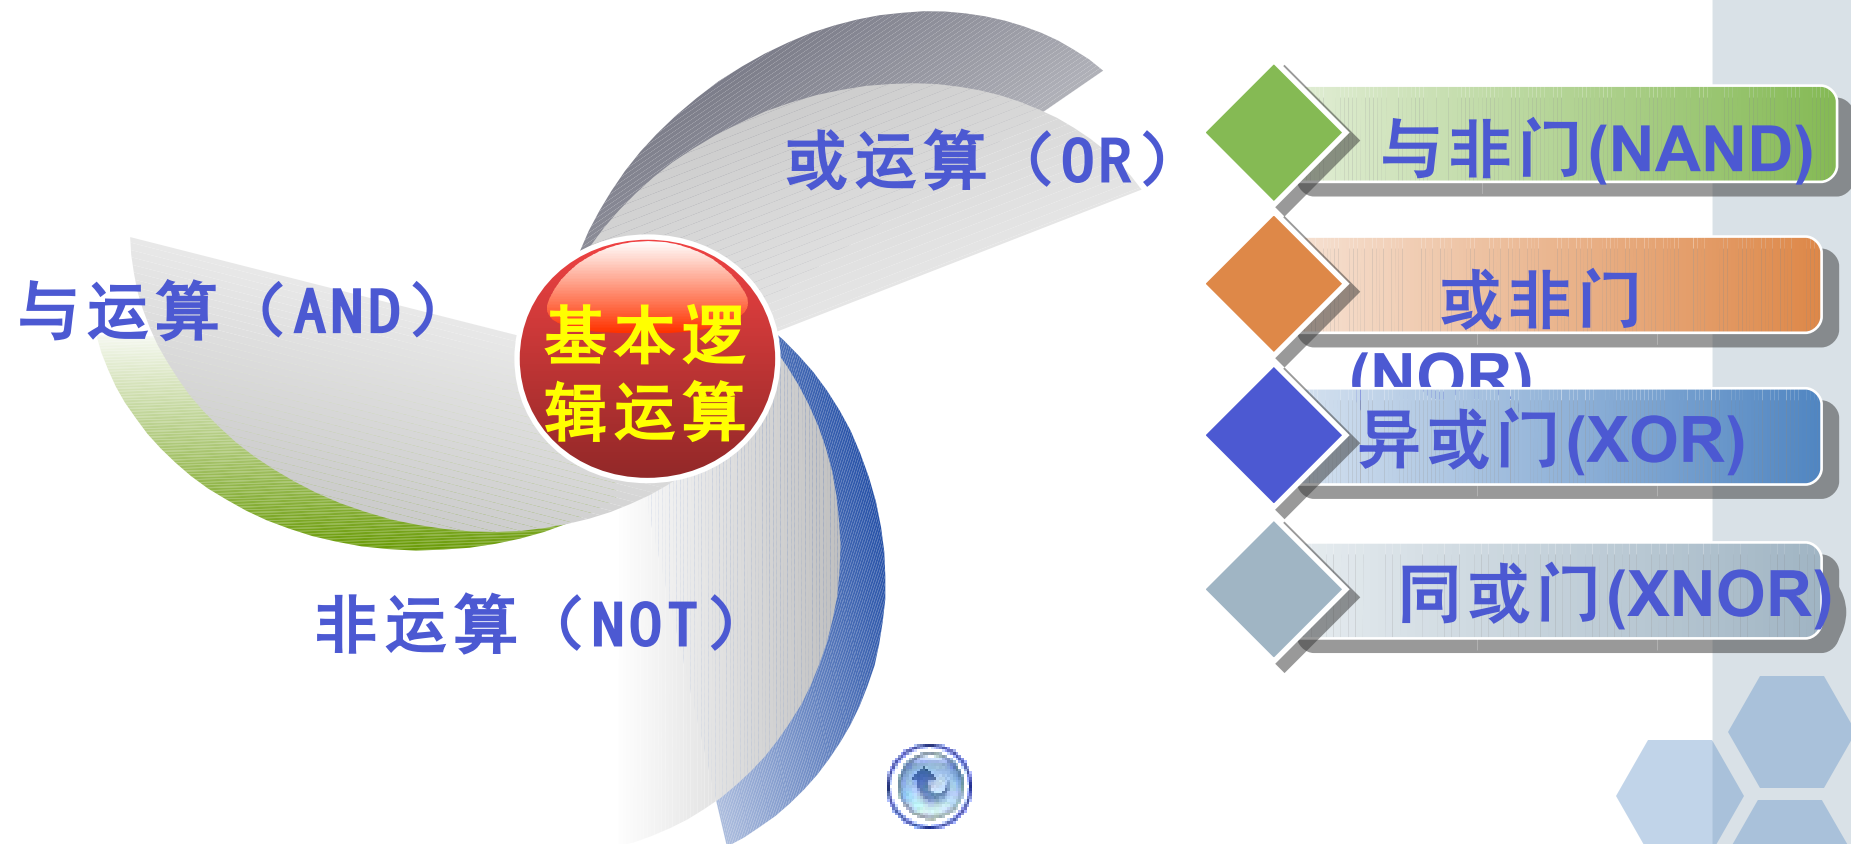 或运算（OR）
与运算（AND）
基本逻
辑运算
非运算（NOT）
与非门(NAND)
或非门
(NOR)
异或门(XOR)
同或门(XNOR)